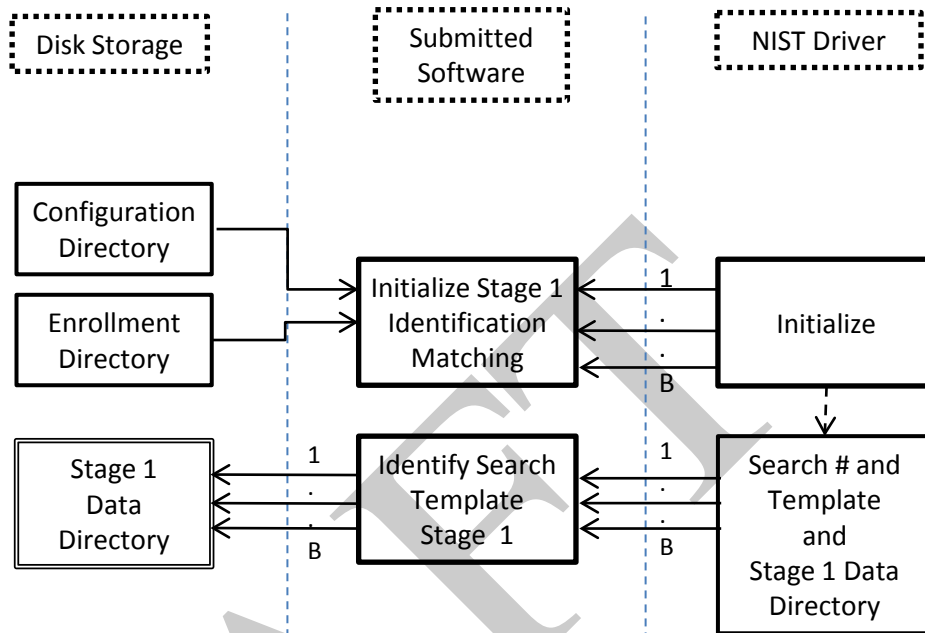 Disk Storage
Submitted
Software
NIST Driver
Configuration
Directory
Enrollment
Directory
Initialize Stage 1
Identification
Matching
1
.
.
B
Initialize
Stage 1
Data
Directory
1
.
.
B
Identify Search
Template
Stage 1
1
.
.
B
Search # and
Template
and
Stage 1 Data
Directory